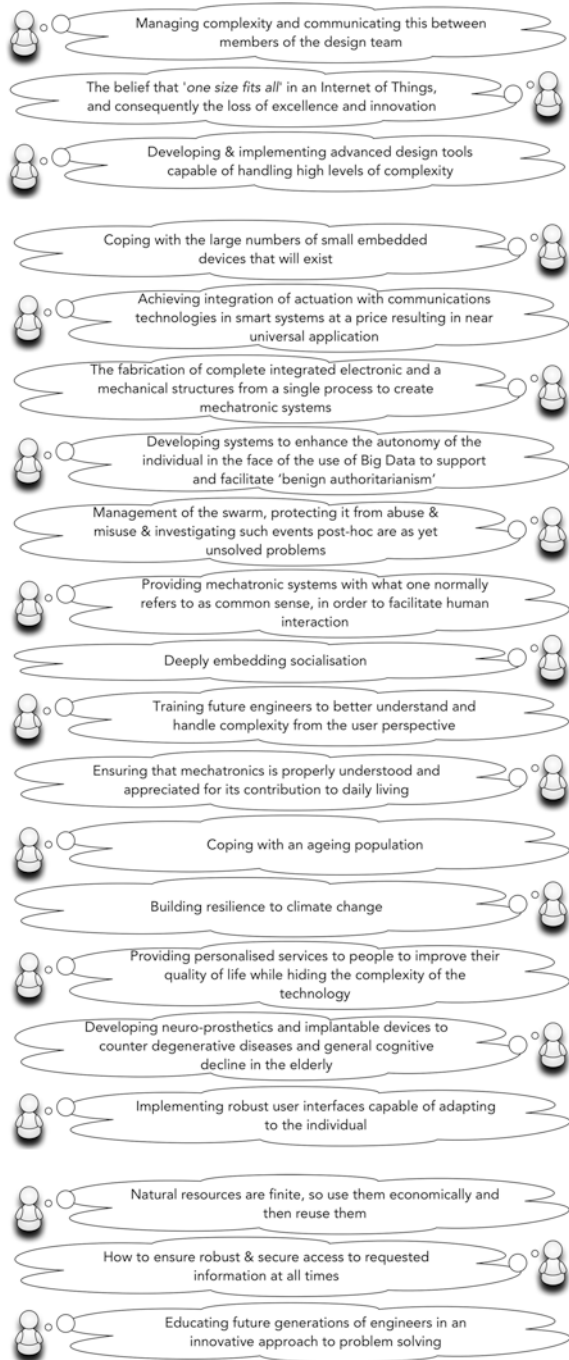 Managing complexity and communicating this between
members of the design team
The belief that 'one size fits all' in an Internet of Things,
and consequently the loss of excellence and innovation
Developing & implementing advanced design tools
capable of handling high levels of complexity
Coping with the large numbers of small embedded
devices that will exist
Achieving integration of actuation with communications
technologies in smart systems at a price resulting in near
universal application
The fabrication of complete integrated electronic and a
mechanical structures from a single process to create
mechatronic systems
Developing systems to enhance the autonomy of the
individual in the face of the use of Big Data to support
and facilitate 'benign authoritarianism'
Management of the swarm, protecting it from abuse &
misuse & investigating such events post-hoc are as yet
unsolved problems
Providing mechatronic systems with what one normally
refers to as common sense, in order to facilitate human
interaction
Deeply embedding socialisation
Training future engineers to better understand and
handle complexity from the user perspective
Ensuring that mechatronics is properly understood and
appreciated for its contribution to daily living
Coping with an ageing population
Building resilience to climate change
Providing personalised services to people to improve their
quality of life while hiding the complexity of the
technology
Developing neuro-prosthetics and implantable devices to
counter degenerative diseases and general cognitive
decline in the elderly
Implementing robust user interfaces capable of adapting
to the individual
Natural resources are finite, so use them economically and
then reuse them
How to ensure robust & secure access to requested
information at all times
Educating future generations of engineers in an
innovative approach to problem solving